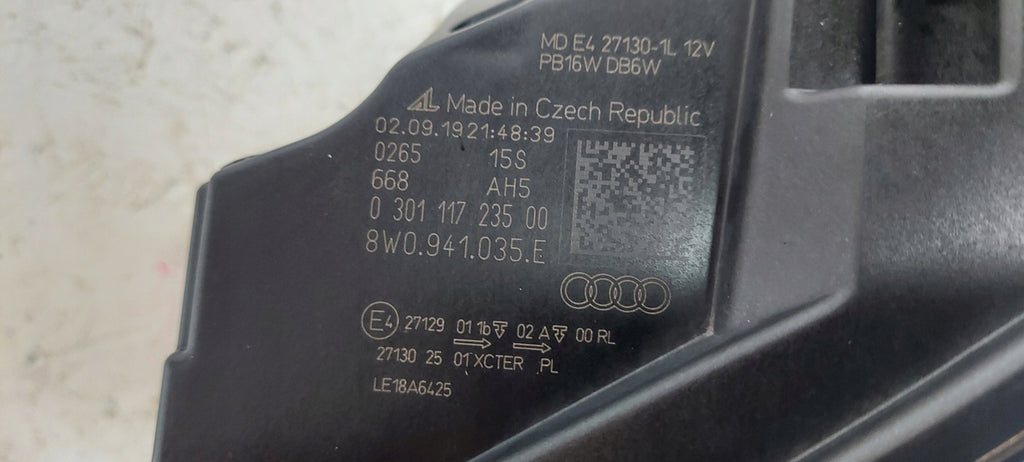 MD E4 27130-1L 12V
PB16W DB6W
AL Made in Czech Republic
02.09.19 21:48:39
0265 15S
668 AH5
0 301 117 235 00
8W0.941.035.E
E4 27129 01 1b 02 A 00 RL
27130 25 01 XCTER PL
LE18A6425